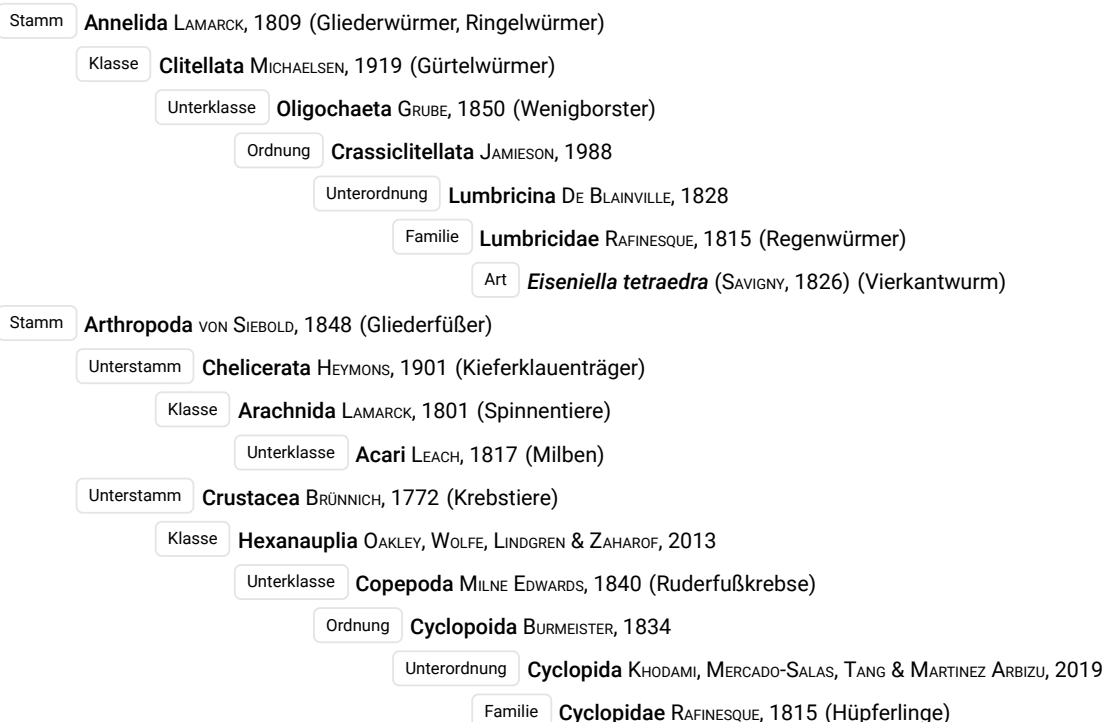 Stamm Annelida Lamarck, 1809 (Gliederwürmer, Ringelwürmer)
Klasse Clitellata Michaelsen, 1919 (Gürtelwürmer)
Unterklasse Oligochaeta Grube, 1850 (Wenigborster)
Ordnung Crassiclitellata Jamieson, 1988
Unterordnung Lumbricina De Blainville, 1828
Familie Lumbricidae Rafinesque, 1815 (Regenwürmer)
Art Eiseniella tetraedra (Savigny, 1826) (Vierkantwurm)
Stamm Arthropoda von Siebold, 1848 (Gliederfüßer)
Unterstamm Chelicerata Heymons, 1901 (Kieferklauenträger)
Klasse Arachnida Lamarck, 1801 (Spinnentiere)
Unterklasse Acari Leach, 1817 (Milben)
Unterstamm Crustacea Brünnich, 1772 (Krebstiere)
Klasse Hexanauplia Oakley, Wolfe, Lindgren & Zaharof, 2013
Unterklasse Copepoda Milne Edwards, 1840 (Ruderfußkrebse)
Ordnung Cyclopoida Burmeister, 1834
Unterordnung Cyclopida Khodami, Mercado-Salas, Tang & Martinez Arbizu, 2019
Familie Cyclopidae Rafinesque, 1815 (Hüpferlinge)